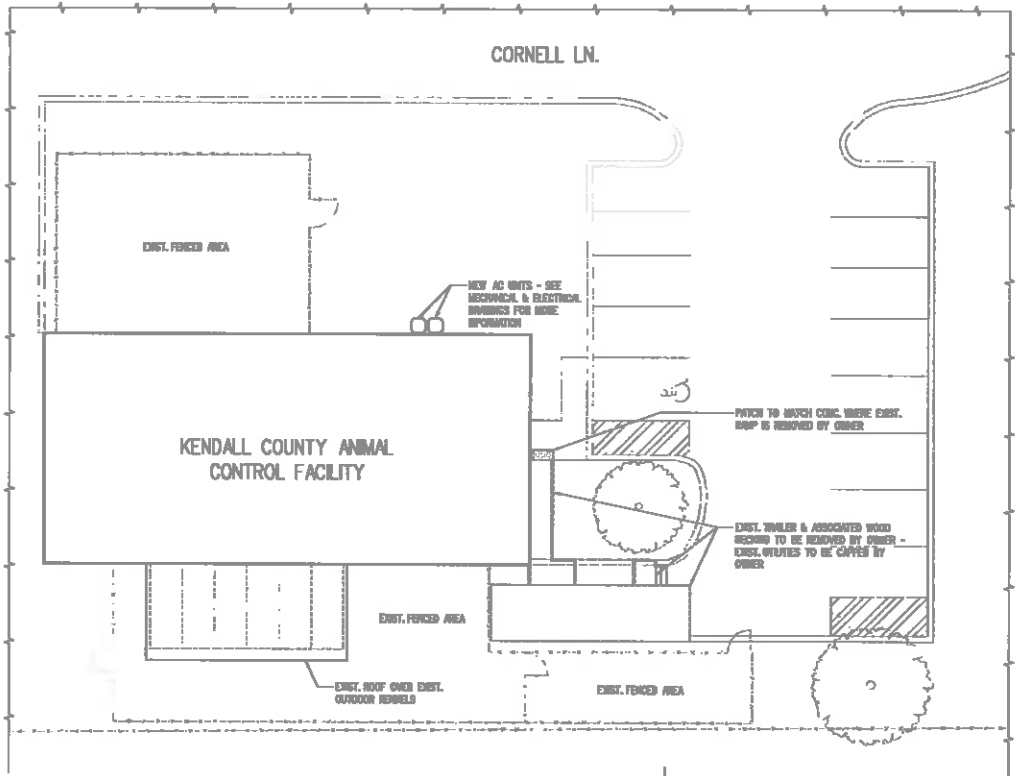 CORNELL LN.
EXIST. FENCED AREA
NEW AC UNITS - SEE
MECHANICAL & ELECTRICAL
DRAWINGS FOR MORE
INFORMATION
KENDALL COUNTY ANIMAL
CONTROL FACILITY
PATCH TO MATCH CONC. WHERE EXIST.
RAMP IS REMOVED BY OWNER
EXIST. TRAILER & ASSOCIATED WOOD
DECKING TO BE REMOVED BY OWNER -
EXIST. UTILITIES TO BE CAPPED BY
OWNER
EXIST. FENCED AREA
EXIST. ROOF OVER EXIST.
OUTDOOR KENNELS
EXIST. FENCED AREA